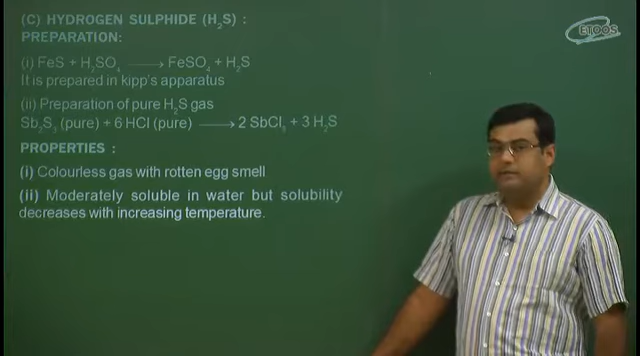 (C) HYDROGEN SULPHIDE (H₂S) :
PREPARATION:
(i) FeS + H₂SO₄ ⟶ FeSO₄ + H₂S
It is prepared in kipp's apparatus
(ii) Preparation of pure H₂S gas
Sb₂S₃ (pure) + 6 HCl (pure) ⟶ 2 SbCl₃ + 3 H₂S
PROPERTIES :
(i) Colourless gas with rotten egg smell
(ii) Moderately soluble in water but solubility
decreases with increasing temperature.
ETOOS